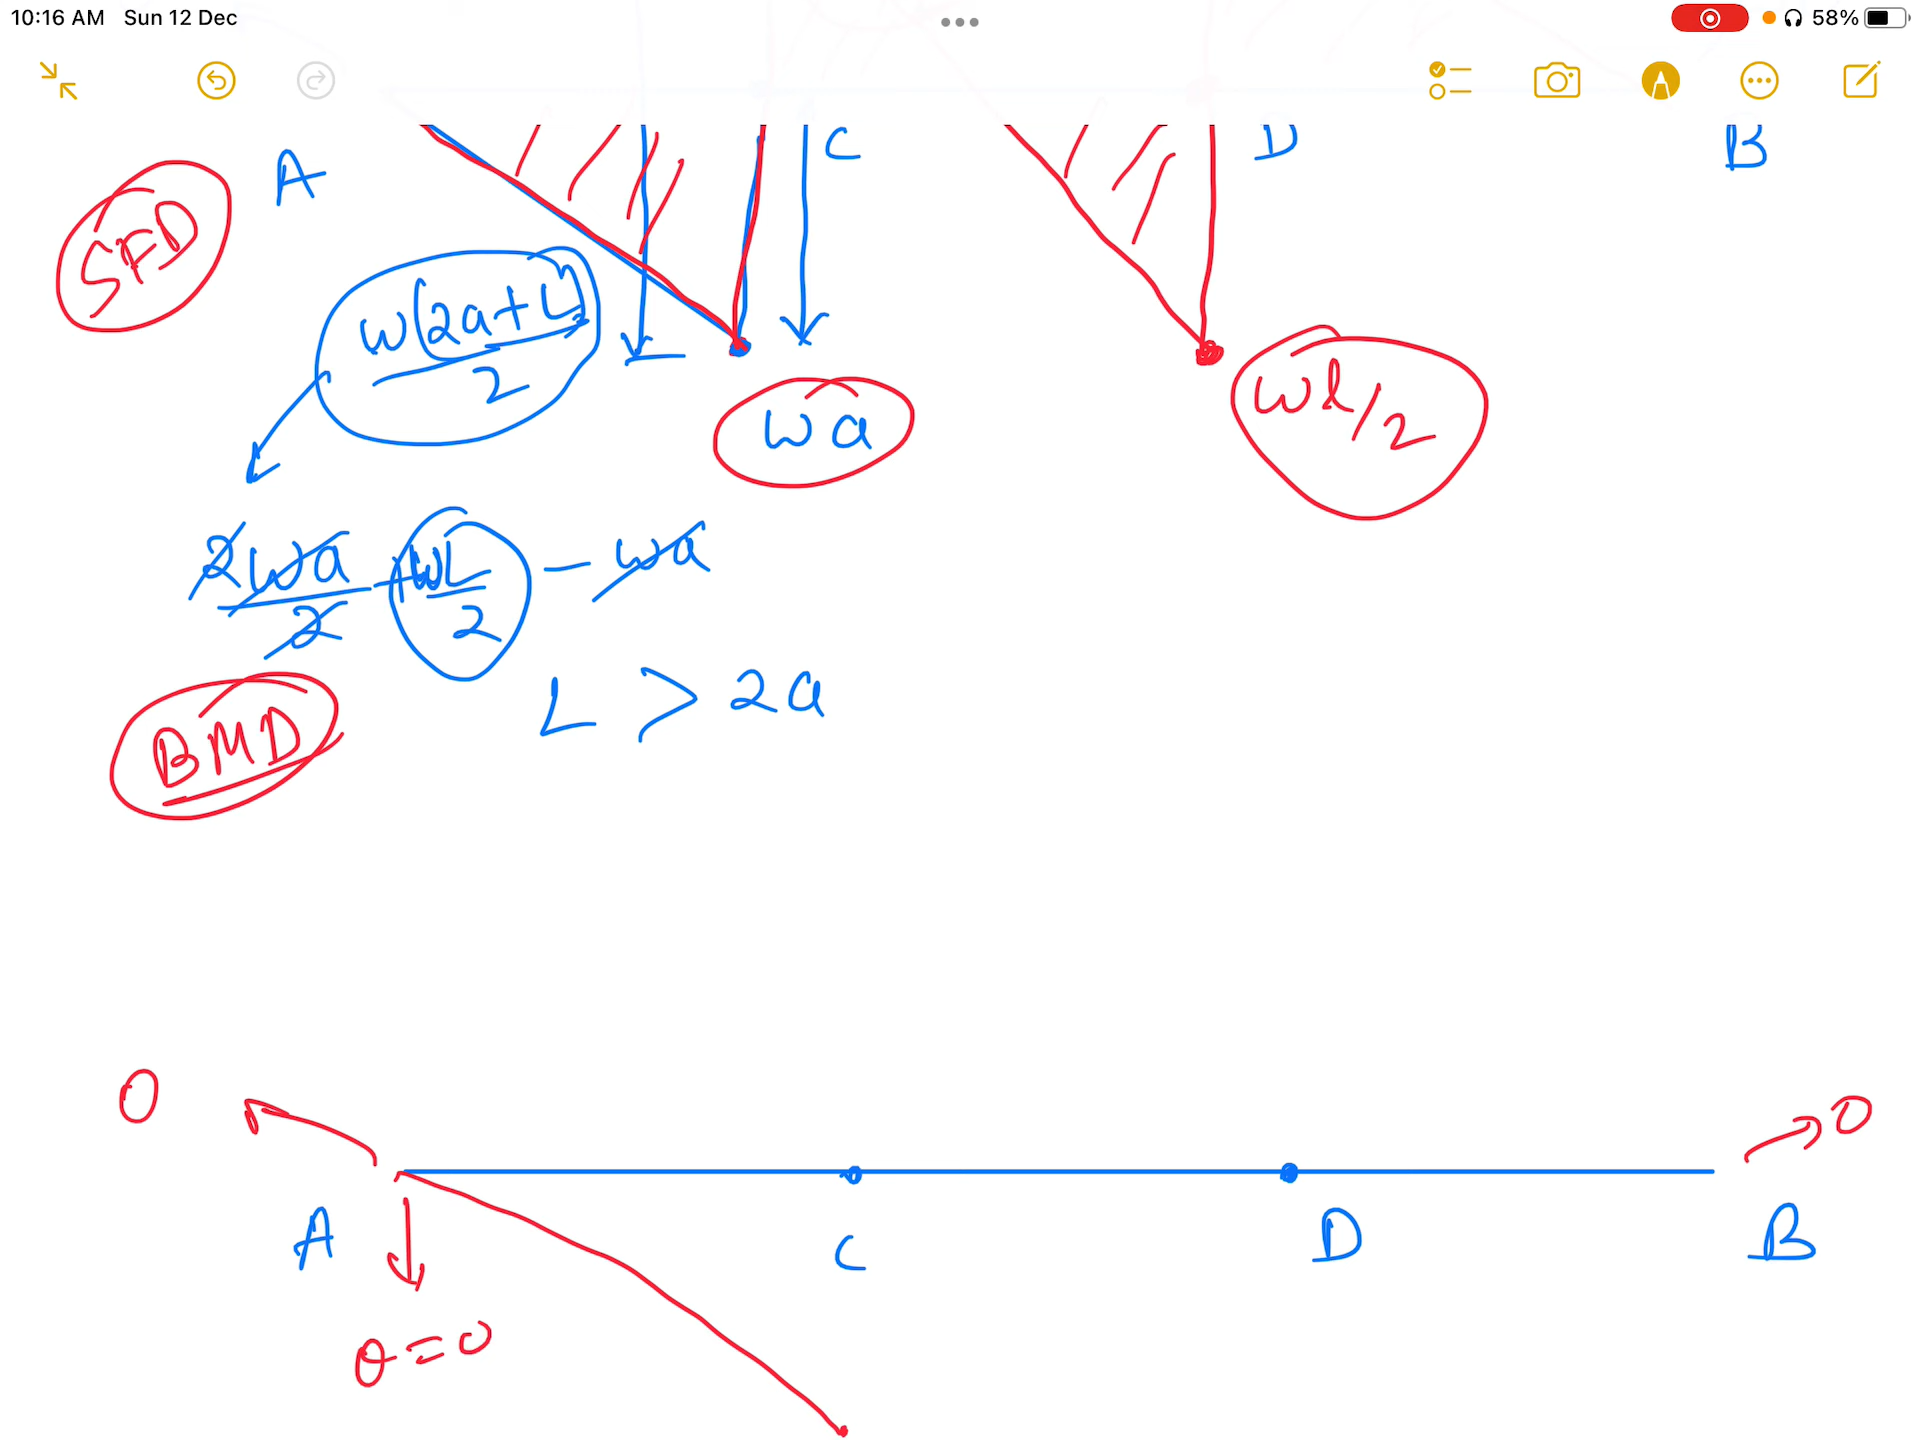 10:16 AM Sun 12 Dec
58%
A
C
D
B
SFD
w(2a+L)/2
wa
wl/2
2wa/2 + wL/2 - wa
L > 2a
BMD
0
0
A
C
D
B
θ=0